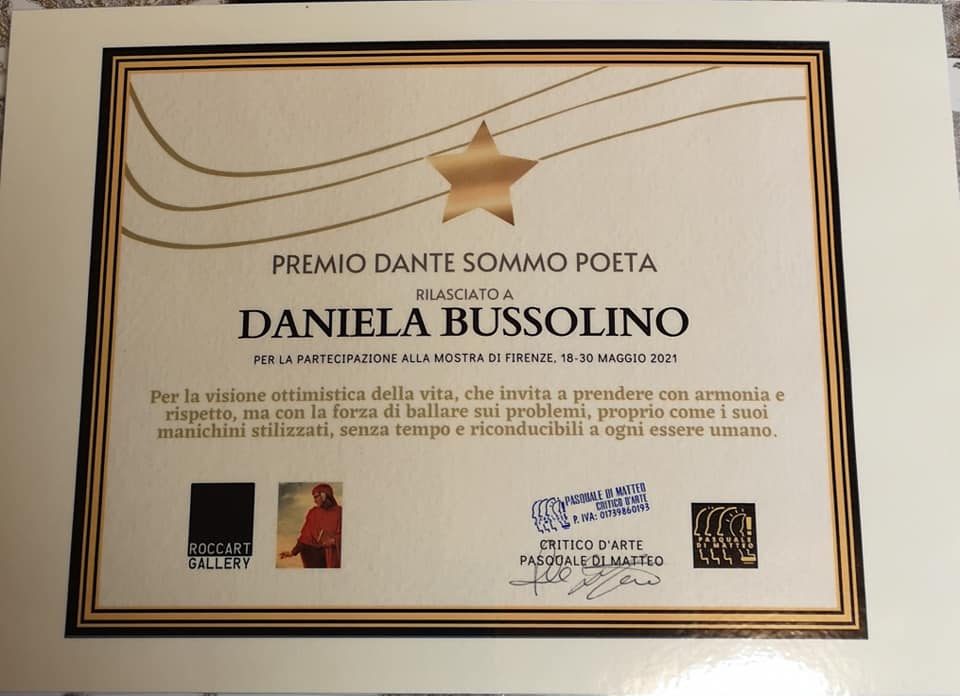 PREMIO DANTE SOMMO POETA
RILASCIATO A
DANIELA BUSSOLINO
PER LA PARTECIPAZIONE ALLA MOSTRA DI FIRENZE, 18-30 MAGGIO 2021
Per la visione ottimistica della vita, che invita a prendere con armonia e
rispetto, ma con la forza di ballare sui problemi, proprio come i suoi
manichini stilizzati, senza tempo e riconducibili a ogni essere umano.
ROCCART
GALLERY
PASQUALE DI MATTEO
CRITICO D'ARTE
P. IVA: 01739860193
CRITICO D'ARTE
PASQUALE DI MATTEO
PASQUALE
DI MATTEO